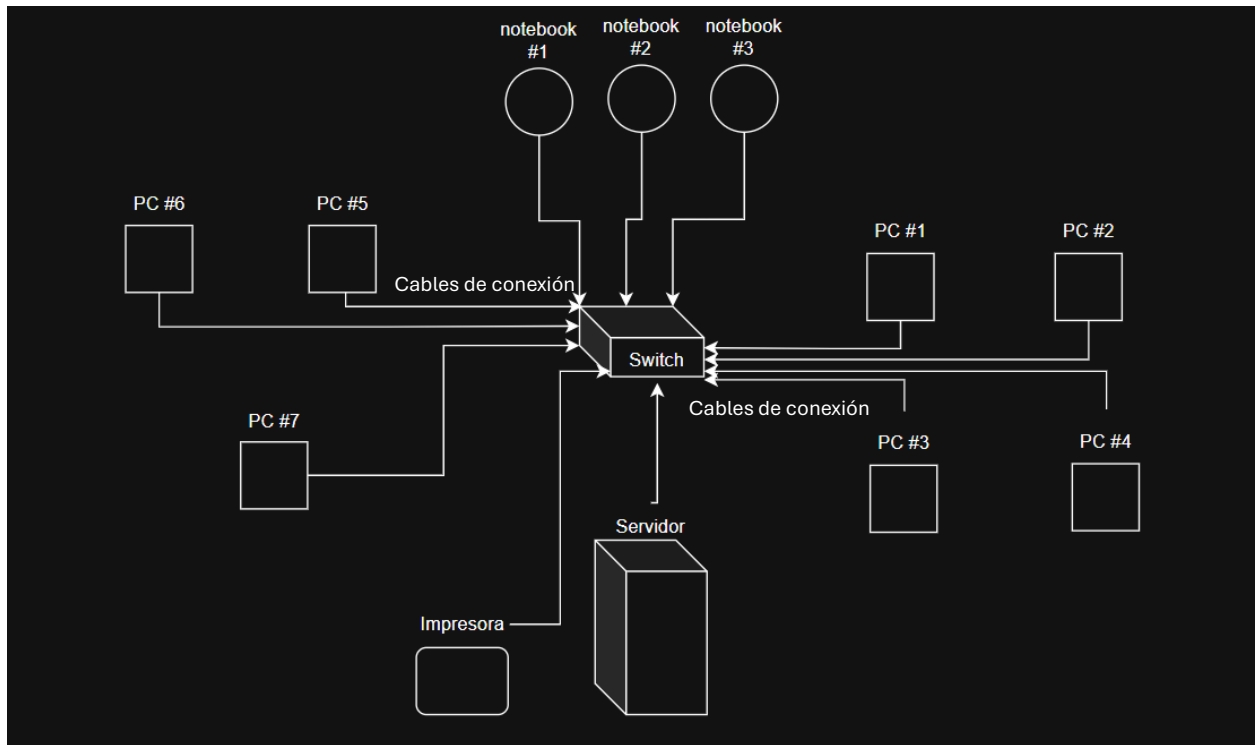 notebook
#1
notebook
#2
notebook
#3
PC #6
PC #5
PC #1
PC #2
Cables de conexión
Switch
Cables de conexión
PC #7
PC #3
PC #4
Servidor
Impresora